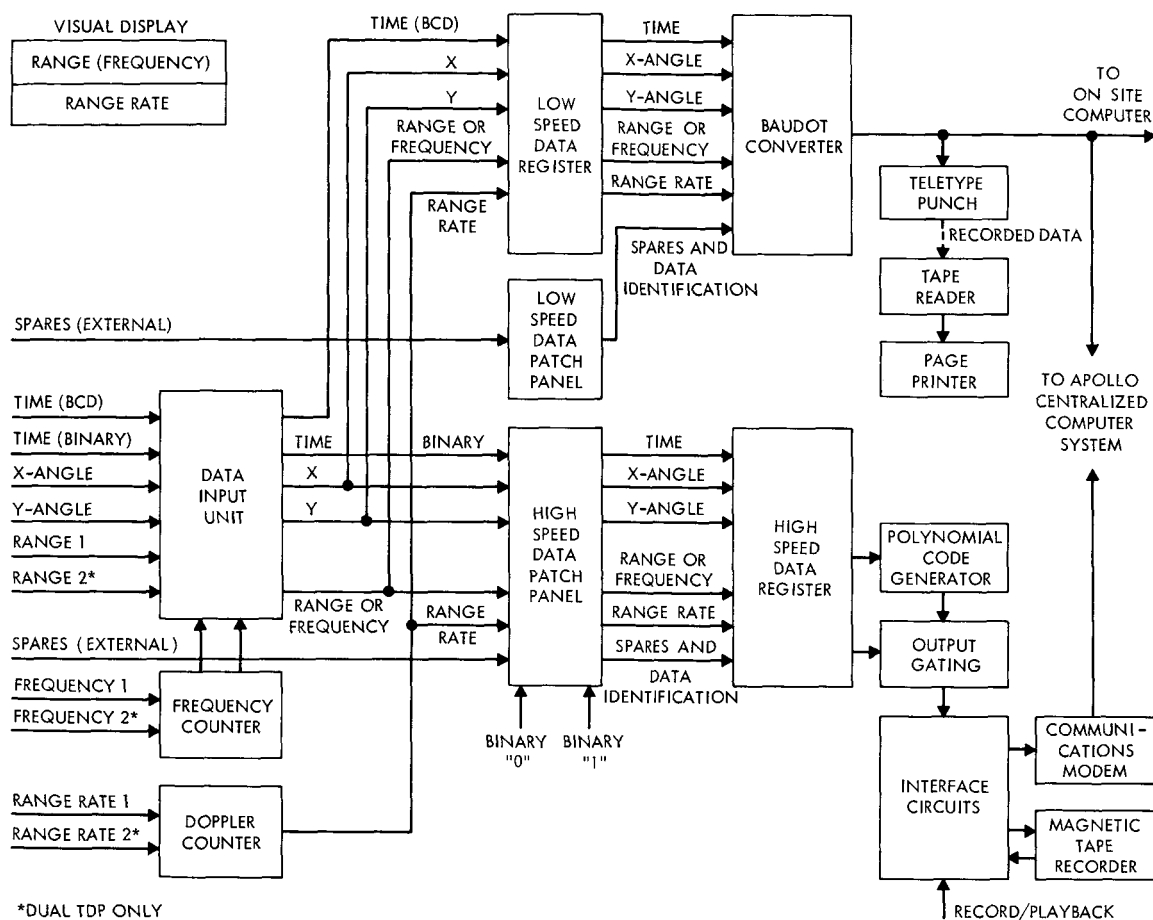 VISUAL DISPLAY
RANGE (FREQUENCY)
RANGE RATE
TIME (BCD)
X
Y
RANGE OR
FREQUENCY
RANGE
RATE
LOW
SPEED
DATA
REGISTER
TIME
X-ANGLE
Y-ANGLE
RANGE OR
FREQUENCY
RANGE RATE
SPARES AND
DATA
IDENTIFICATION
BAUDOT
CONVERTER
TO
ON SITE
COMPUTER
TELETYPE
PUNCH
RECORDED DATA
TAPE
READER
PAGE
PRINTER
TO APOLLO
CENTRALIZED
COMPUTER
SYSTEM
SPARES (EXTERNAL)
LOW
SPEED
DATA
PATCH
PANEL
TIME (BCD)
TIME (BINARY)
X-ANGLE
Y-ANGLE
RANGE 1
RANGE 2*
SPARES (EXTERNAL)
FREQUENCY 1
FREQUENCY 2*
RANGE RATE 1
RANGE RATE 2*
DATA
INPUT
UNIT
FREQUENCY
COUNTER
DOPPLER
COUNTER
TIME
X
Y
RANGE OR
FREQUENCY
BINARY
RANGE
RATE
HIGH
SPEED
DATA
PATCH
PANEL
BINARY
"0"
BINARY
"1"
TIME
X-ANGLE
Y-ANGLE
RANGE OR
FREQUENCY
RANGE RATE
SPARES AND
DATA
IDENTIFICATION
HIGH
SPEED
DATA
REGISTER
POLYNOMIAL
CODE
GENERATOR
OUTPUT
GATING
INTERFACE
CIRCUITS
COMMUNI-
CATIONS
MODEM
MAGNETIC
TAPE
RECORDER
RECORD/PLAYBACK
*DUAL TDP ONLY